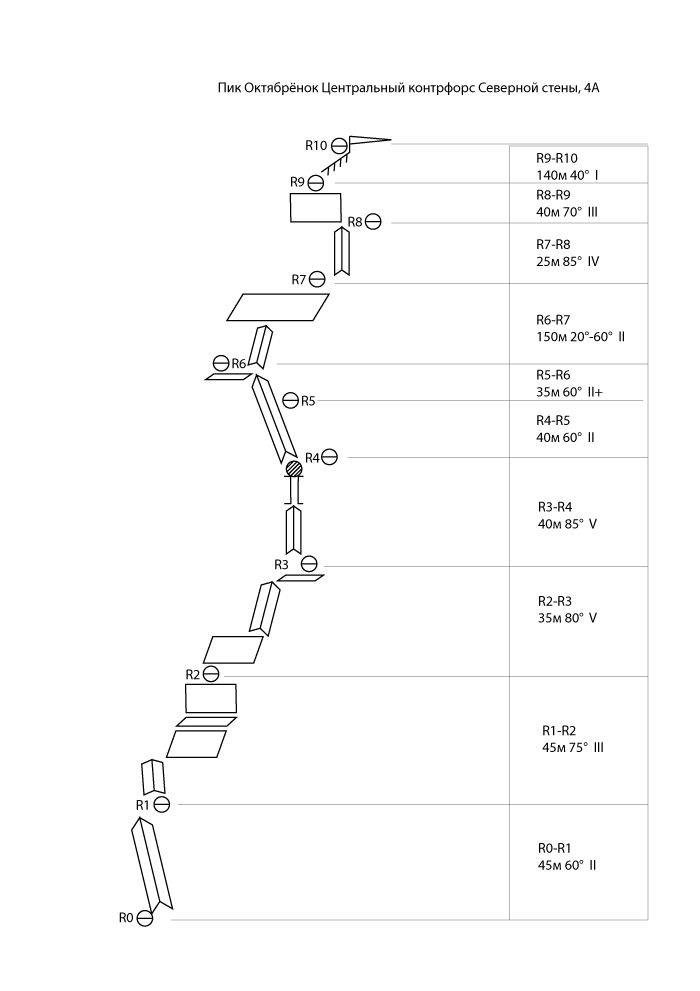 Пик Октябрёнок Центральный контрфорс Северной стены, 4А
R10
R9-R10
140м 40° I
R9
R8-R9
40м 70° III
R8
R7-R8
25м 85° IV
R7
R6-R7
150м 20°-60° II
R6
R5-R6
35м 60° II+
R5
R4-R5
40м 60° II
R4
R3-R4
40м 85° V
R3
R2-R3
35м 80° V
R2
R1-R2
45м 75° III
R1
R0-R1
45м 60° II
R0